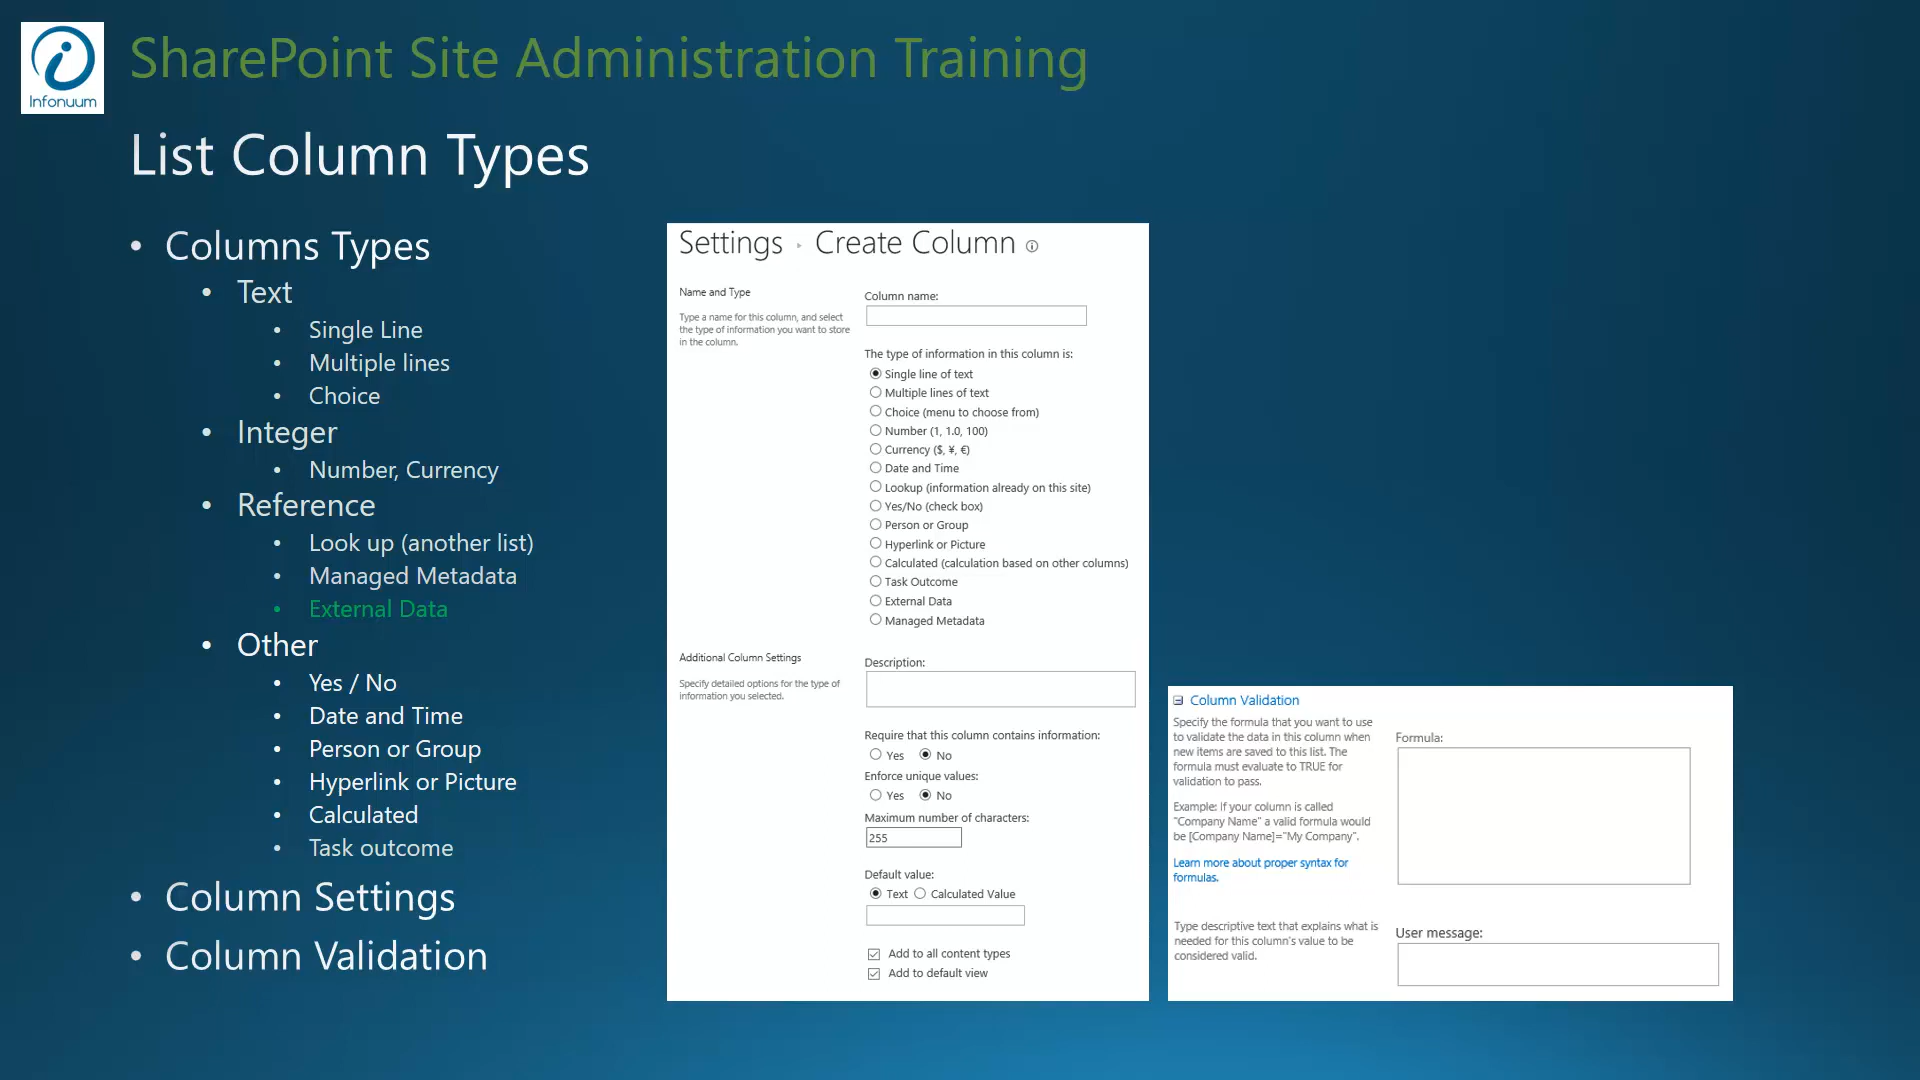 Infonuum
SharePoint Site Administration Training
List Column Types
• Columns Types
• Text
• Single Line
• Multiple lines
• Choice
• Integer
• Number, Currency
• Reference
• Look up (another list)
• Managed Metadata
• External Data
• Other
• Yes / No
• Date and Time
• Person or Group
• Hyperlink or Picture
• Calculated
• Task outcome
• Column Settings
• Column Validation
Settings ▸ Create Column
Name and Type
Type a name for this column, and select
the type of information you want to store
in the column.
Column name:
The type of information in this column is:
Single line of text
Multiple lines of text
Choice (menu to choose from)
Number (1, 1.0, 100)
Currency ($, ¥, €)
Date and Time
Lookup (information already on this site)
Yes/No (check box)
Person or Group
Hyperlink or Picture
Calculated (calculation based on other columns)
Task Outcome
External Data
Managed Metadata
Additional Column Settings
Specify detailed options for the type of
information you selected.
Description:
Require that this column contains information:
Yes No
Enforce unique values:
Yes No
Maximum number of characters:
255
Default value:
Text Calculated Value
Add to all content types
Add to default view
Column Validation
Specify the formula that you want to use
to validate the data in this column when
new items are saved to this list. The
formula must evaluate to TRUE for
validation to pass.
Example: If your column is called
"Company Name" a valid formula would
be [Company Name]="My Company".
Learn more about proper syntax for
formulas.
Formula:
Type descriptive text that explains what is
needed for this column's value to be
considered valid.
User message: